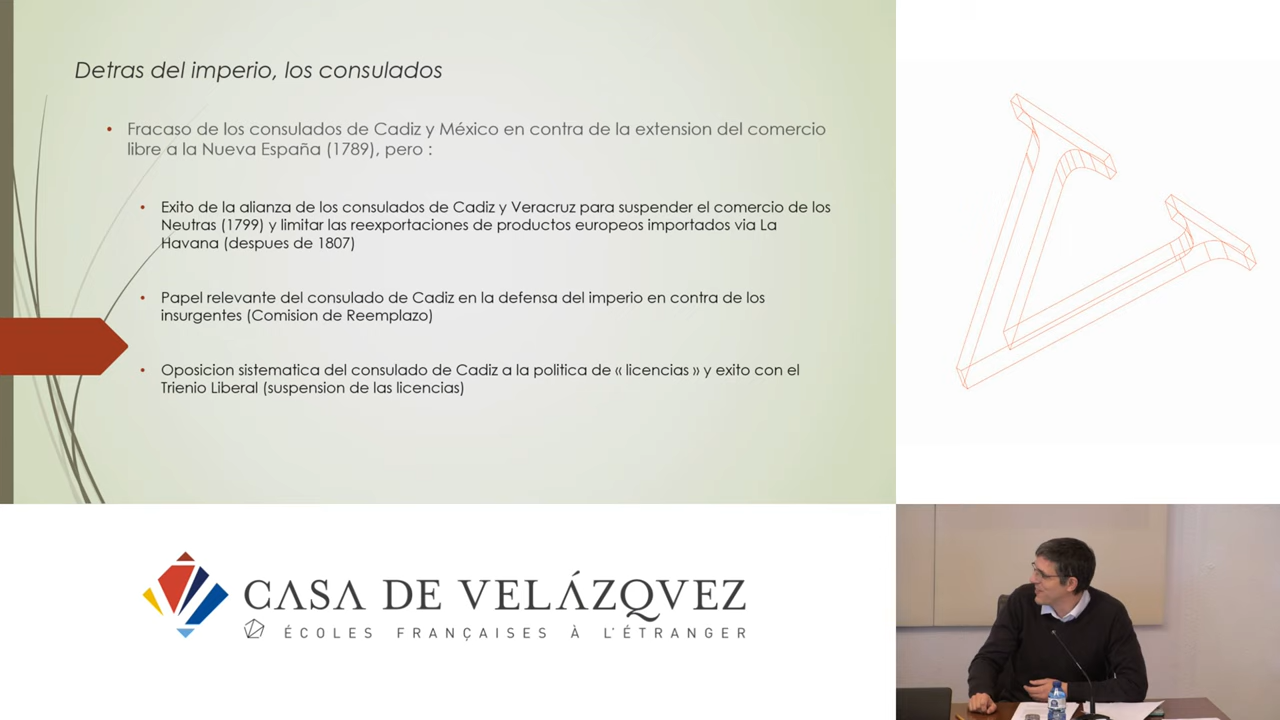 Detras del imperio, los consulados
• Fracaso de los consulados de Cadiz y México en contra de la extension del comercio
libre a la Nueva España (1789), pero :
• Exito de la alianza de los consulados de Cadiz y Veracruz para suspender el comercio de los
Neutras (1799) y limitar las reexportaciones de productos europeos importados via La
Havana (despues de 1807)
• Papel relevante del consulado de Cadiz en la defensa del imperio en contra de los
insurgentes (Comision de Reemplazo)
• Oposicion sistematica del consulado de Cadiz a la politica de « licencias » y exito con el
Trienio Liberal (suspension de las licencias)
CASA DE VELÁZQVEZ
ÉCOLES FRANÇAISES À L'ÉTRANGER